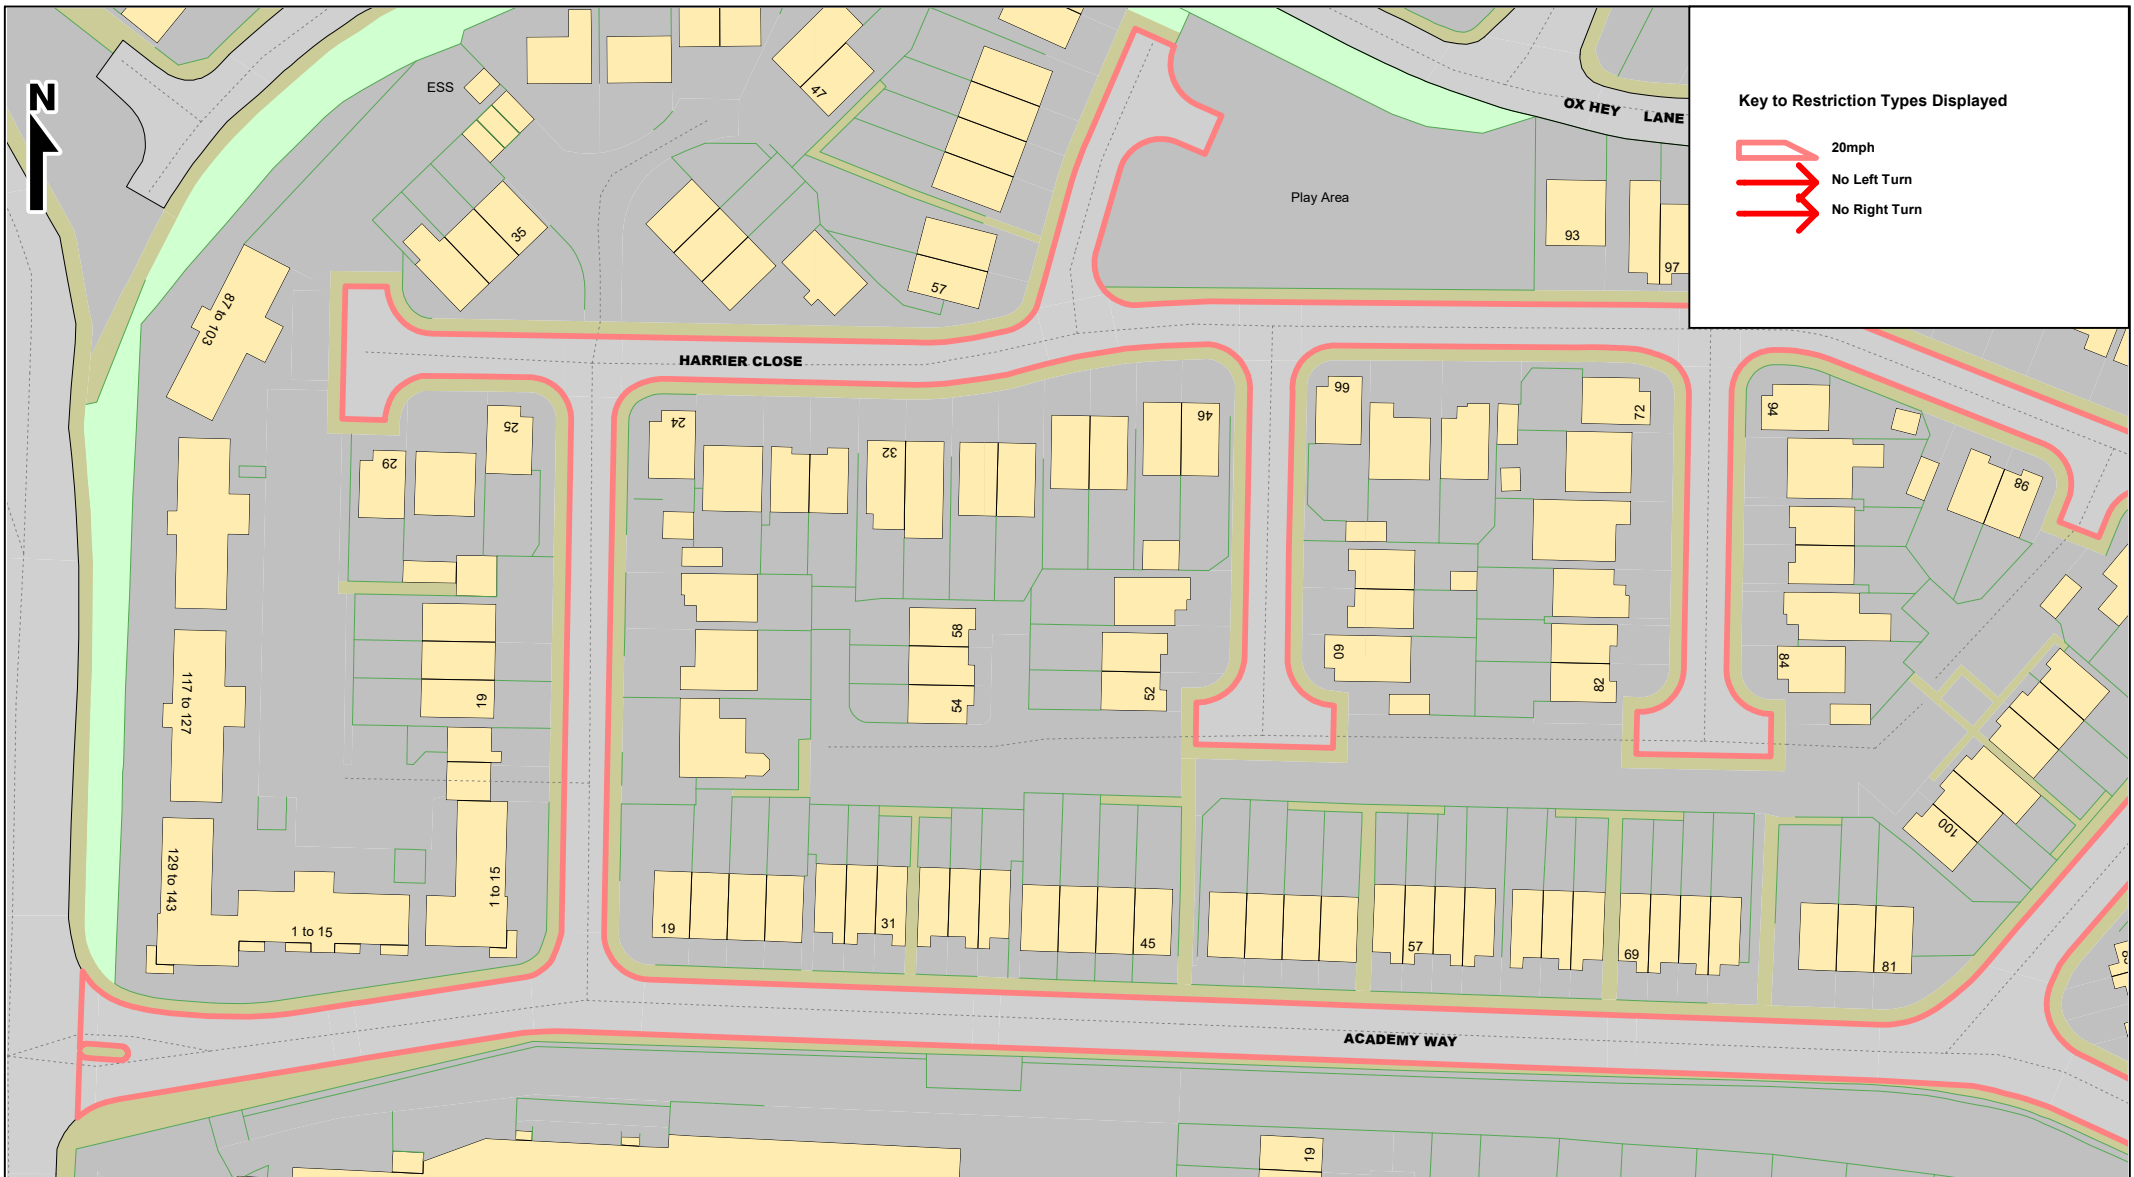 N
ESS
47
OX HEY LANE
Key to Restriction Types Displayed
20mph
No Left Turn
No Right Turn
Play Area
35
93
97
57
87 to 103
HARRIER CLOSE
25
29
24
32
46
66
72
94
98
19
117 to 127
58
54
52
60
82
84
100
129 to 143
1 to 15
1 to 15
19
31
45
57
69
81
ACADEMY WAY
19